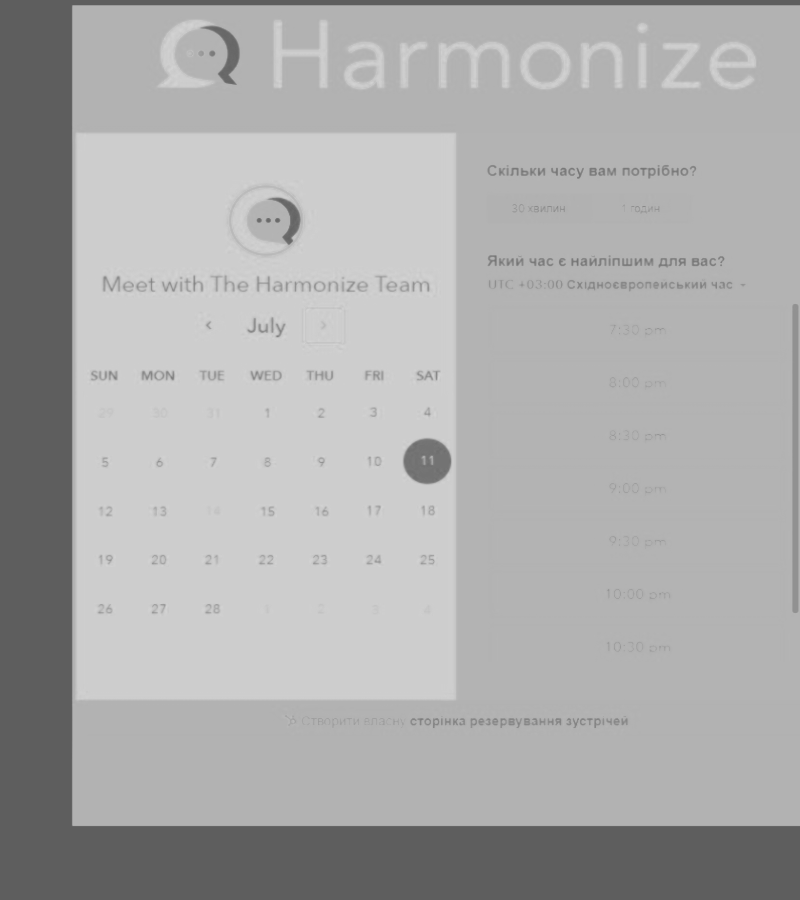 Harmonize
Meet with The Harmonize Team
‹ July ›
SUN MON TUE WED THU FRI SAT
29 30 31 1 2 3 4
5 6 7 8 9 10 11
12 13 14 15 16 17 18
19 20 21 22 23 24 25
26 27 28 1 2 3 4
Скільки часу вам потрібно?
30 хвилин 1 годин
Який час є найліпшим для вас?
UTC +03:00 Східноєвропейський час
7:30 pm
8:00 pm
8:30 pm
9:00 pm
9:30 pm
10:00 pm
10:30 pm
Створити власну сторінка резервування зустрічей